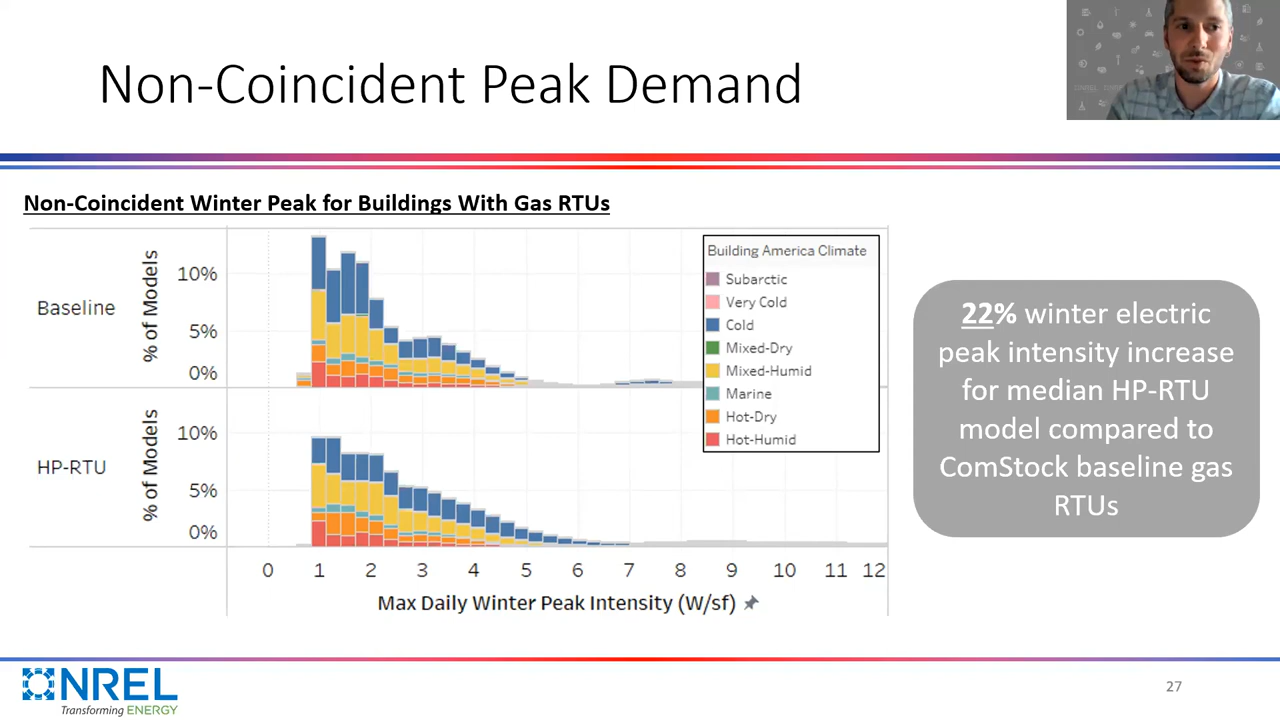 Non-Coincident Peak Demand
Non-Coincident Winter Peak for Buildings With Gas RTUs
Baseline
% of Models
10%
5%
0%
HP-RTU
% of Models
10%
5%
0%
0 1 2 3 4 5 6 7 8 9 10 11 12
Max Daily Winter Peak Intensity (W/sf)
Building America Climate
Subarctic
Very Cold
Cold
Mixed-Dry
Mixed-Humid
Marine
Hot-Dry
Hot-Humid
22% winter electric
peak intensity increase
for median HP-RTU
model compared to
ComStock baseline gas
RTUs
NREL
Transforming ENERGY
27